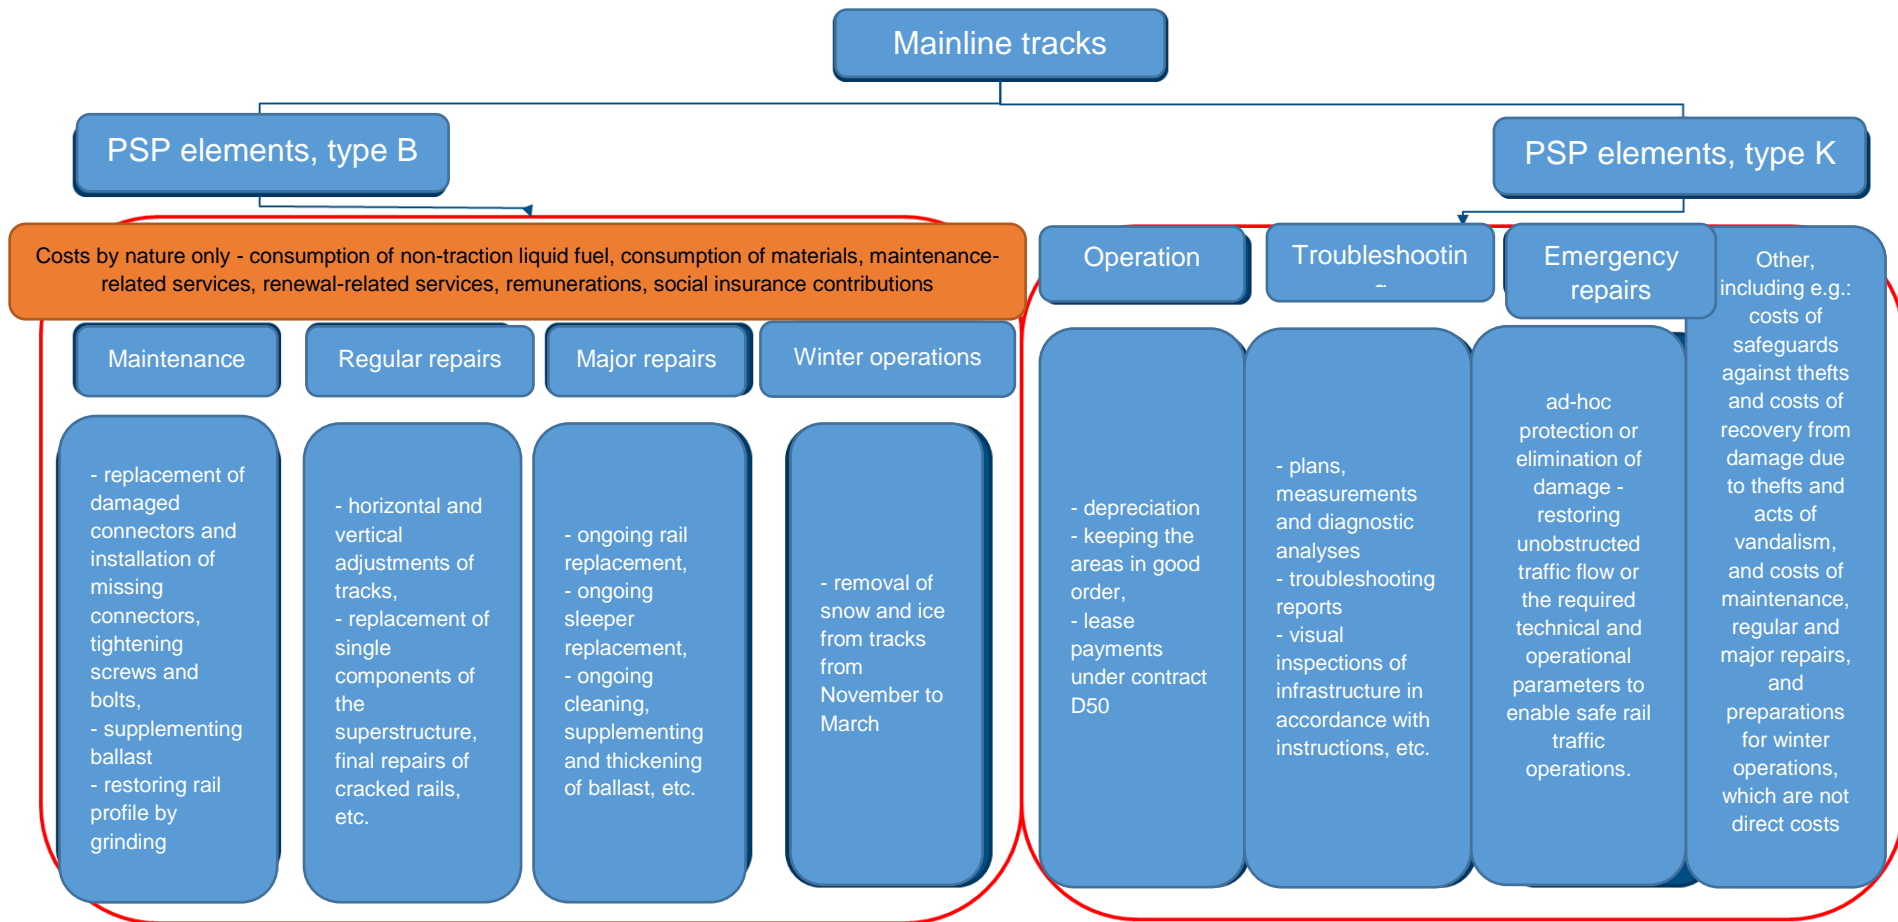 Mainline tracks
PSP elements, type B
PSP elements, type K
Costs by nature only - consumption of non-traction liquid fuel, consumption of materials, maintenance-
related services, renewal-related services, remunerations, social insurance contributions
Maintenance
- replacement of
damaged
connectors and
installation of
missing
connectors,
tightening
screws and
bolts,
- supplementing
ballast
- restoring rail
profile by
grinding
Regular repairs
- horizontal and
vertical
adjustments of
tracks,
- replacement of
single
components of
the
superstructure,
final repairs of
cracked rails,
etc.
Major repairs
- ongoing rail
replacement,
- ongoing
sleeper
replacement,
- ongoing
cleaning,
supplementing
and thickening
of ballast, etc.
Winter operations
- removal of
snow and ice
from tracks
from
November to
March
Operation
- depreciation
- keeping the
areas in good
order,
- lease
payments
under contract
D50
Troubleshootin
- plans,
measurements
and diagnostic
analyses
- troubleshooting
reports
- visual
inspections of
infrastructure in
accordance with
instructions, etc.
Emergency
repairs
ad-hoc
protection or
elimination of
damage -
restoring
unobstructed
traffic flow or
the required
technical and
operational
parameters to
enable safe rail
traffic
operations.
Other,
including e.g.:
costs of
safeguards
against thefts
and costs of
recovery from
damage due
to thefts and
acts of
vandalism,
and costs of
maintenance,
regular and
major repairs,
and
preparations
for winter
operations,
which are not
direct costs